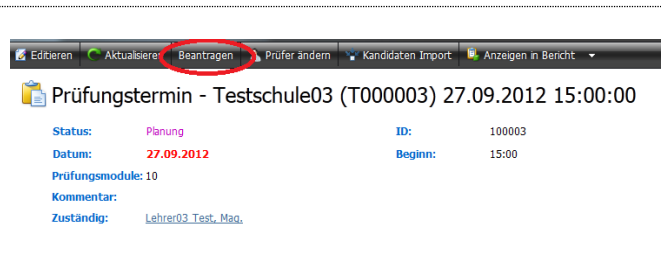 Editieren Aktualisieren Beantragen Prüfer ändern Kandidaten Import Anzeigen in Bericht
Prüfungstermin - Testschule03 (T000003) 27.09.2012 15:00:00
Status: Planung ID: 100003
Datum: 27.09.2012 Beginn: 15:00
Prüfungsmodule: 10
Kommentar:
Zuständig: Lehrer03 Test, Mag.